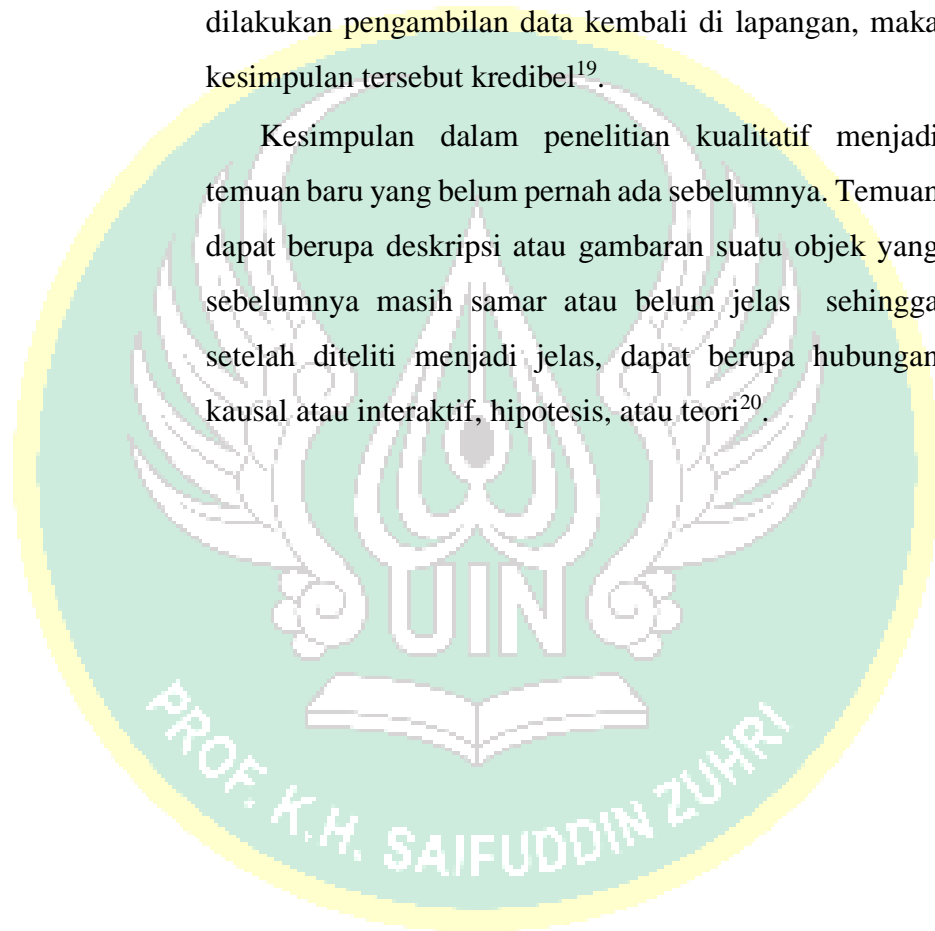 dilakukan pengambilan data kembali di lapangan, maka
kesimpulan tersebut kredibel¹⁹.
Kesimpulan dalam penelitian kualitatif menjadi
temuan baru yang belum pernah ada sebelumnya. Temuan
dapat berupa deskripsi atau gambaran suatu objek yang
sebelumnya masih samar atau belum jelas sehingga
setelah diteliti menjadi jelas, dapat berupa hubungan
kausal atau interaktif, hipotesis, atau teori²⁰.
UIN
PROF. K.H. SAIFUDDIN ZUHRI